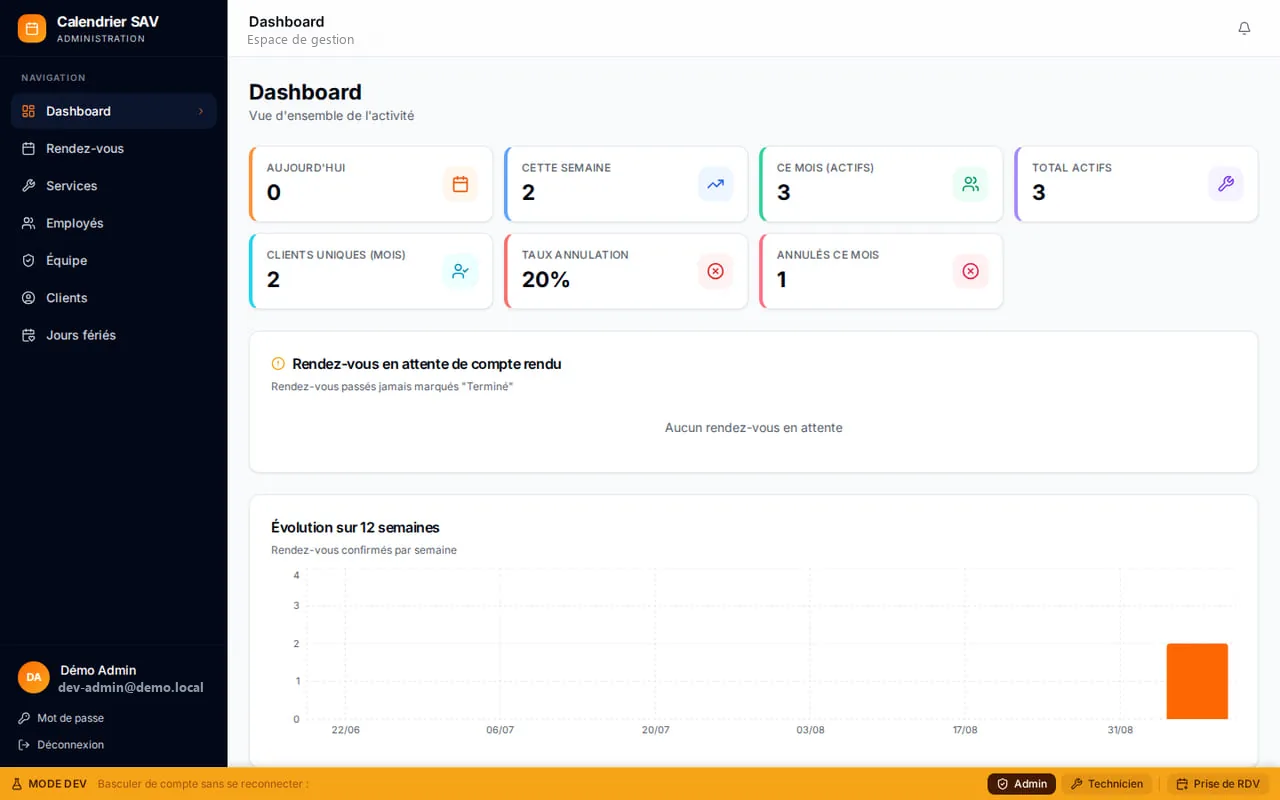 Calendrier SAV
ADMINISTRATION
NAVIGATION
Dashboard
Rendez-vous
Services
Employés
Équipe
Clients
Jours fériés
DA
Démo Admin
dev-admin@demo.local
Mot de passe
Déconnexion
Dashboard
Espace de gestion
Dashboard
Vue d'ensemble de l'activité
AUJOURD'HUI
0
CETTE SEMAINE
2
CE MOIS (ACTIFS)
3
TOTAL ACTIFS
3
CLIENTS UNIQUES (MOIS)
2
TAUX ANNULATION
20%
ANNULÉS CE MOIS
1
Rendez-vous en attente de compte rendu
Rendez-vous passés jamais marqués "Terminé"
Aucun rendez-vous en attente
Évolution sur 12 semaines
Rendez-vous confirmés par semaine
4
3
2
1
0
22/06 06/07 20/07 03/08 17/08 31/08
MODE DEV Basculer de compte sans se reconnecter :
Admin Technicien Prise de RDV